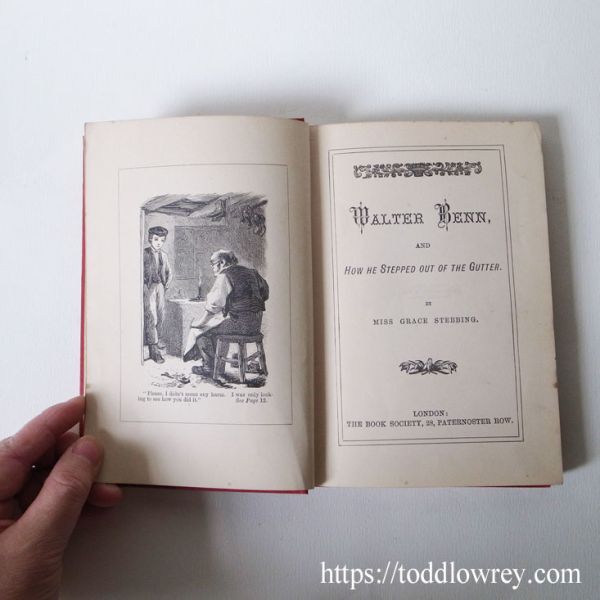 "Please, I didn't mean any harm. I was only look-
ing to see how you did it."
See Page 12.
WALTER BENN,
AND
HOW HE STEPPED OUT OF THE GUTTER.
BY
MISS GRACE STEBBING.
LONDON:
THE BOOK SOCIETY, 28, PATERNOSTER ROW.
https://toddlowrey.com/